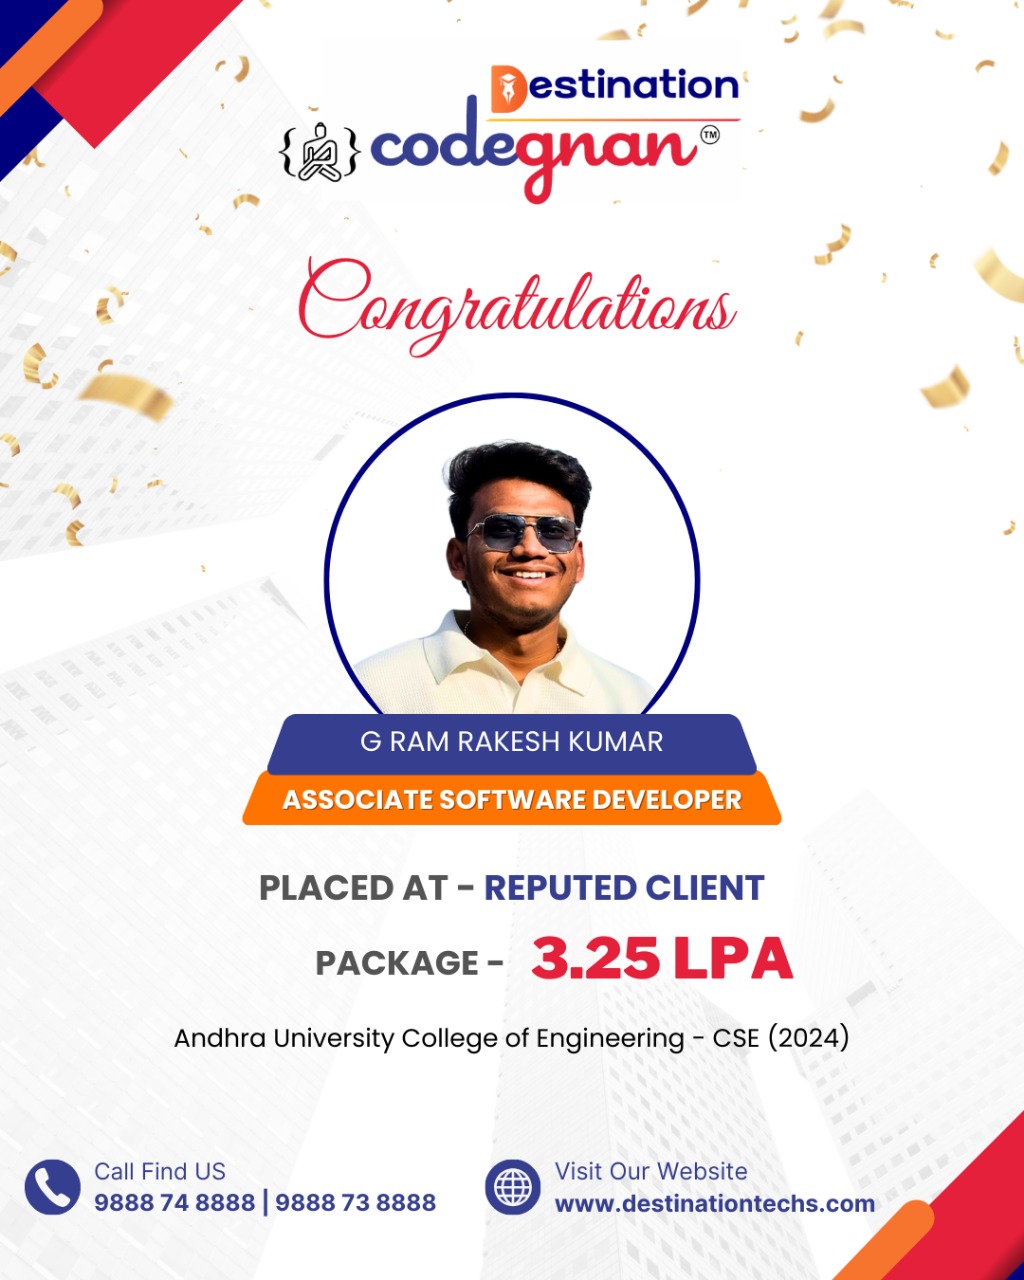 Destination
codegnan™
Congratulations
G RAM RAKESH KUMAR
ASSOCIATE SOFTWARE DEVELOPER
PLACED AT - REPUTED CLIENT
PACKAGE - 3.25 LPA
Andhra University College of Engineering - CSE (2024)
Call Find US
9888 74 8888 | 9888 73 8888
Visit Our Website
www.destinationtechs.com